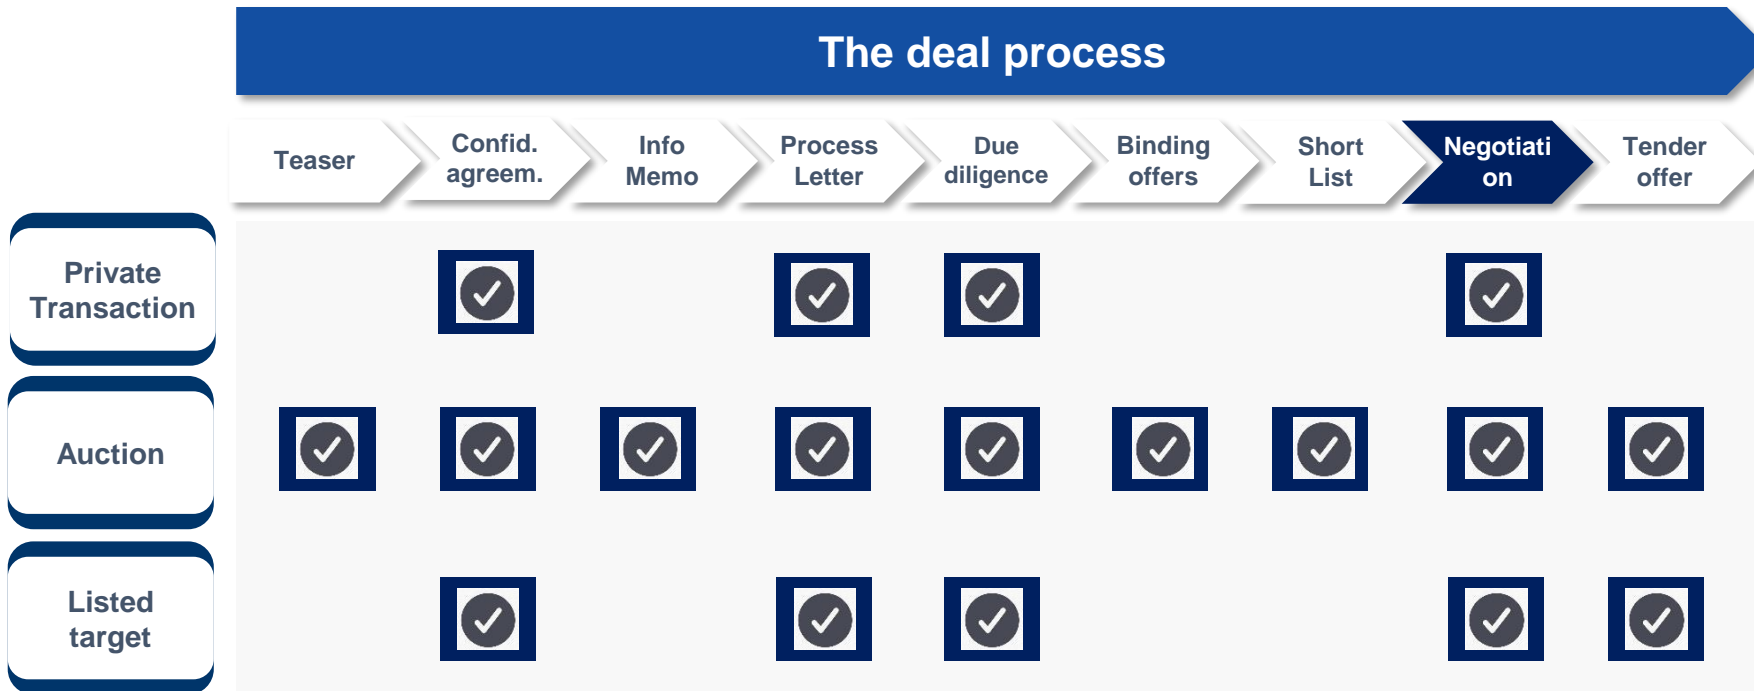 The deal process
Teaser
Confid.
agreem.
Info
Memo
Process
Letter
Due
diligence
Binding
offers
Short
List
Negotiati
on
Tender
offer
Private
Transaction
Auction
Listed
target